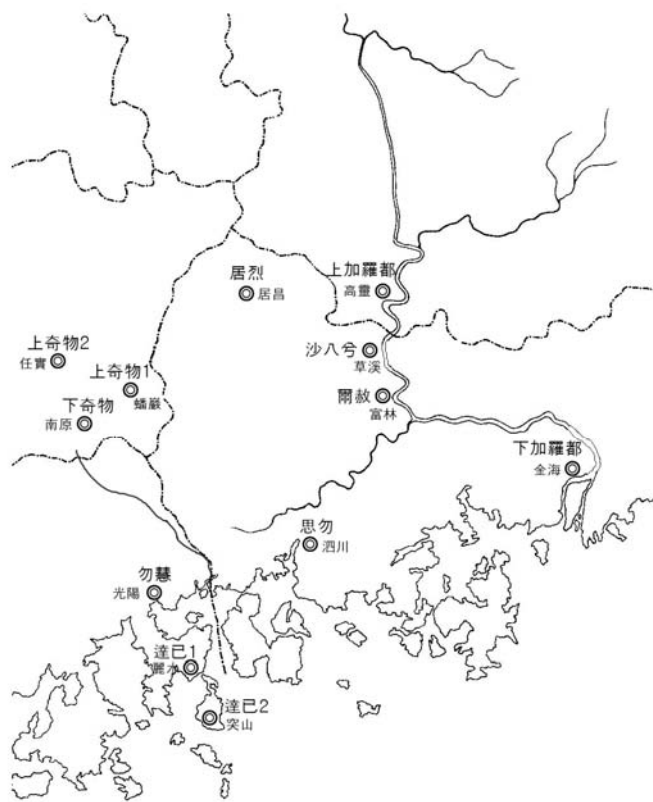 居烈
居昌
上加羅都
高靈
上奇物2
任實
上奇物1
蟠巖
下奇物
南原
沙八兮
草溪
爾赦
富林
下加羅都
金海
思勿
泗川
勿慧
光陽
達已1
麗水
達已2
突山